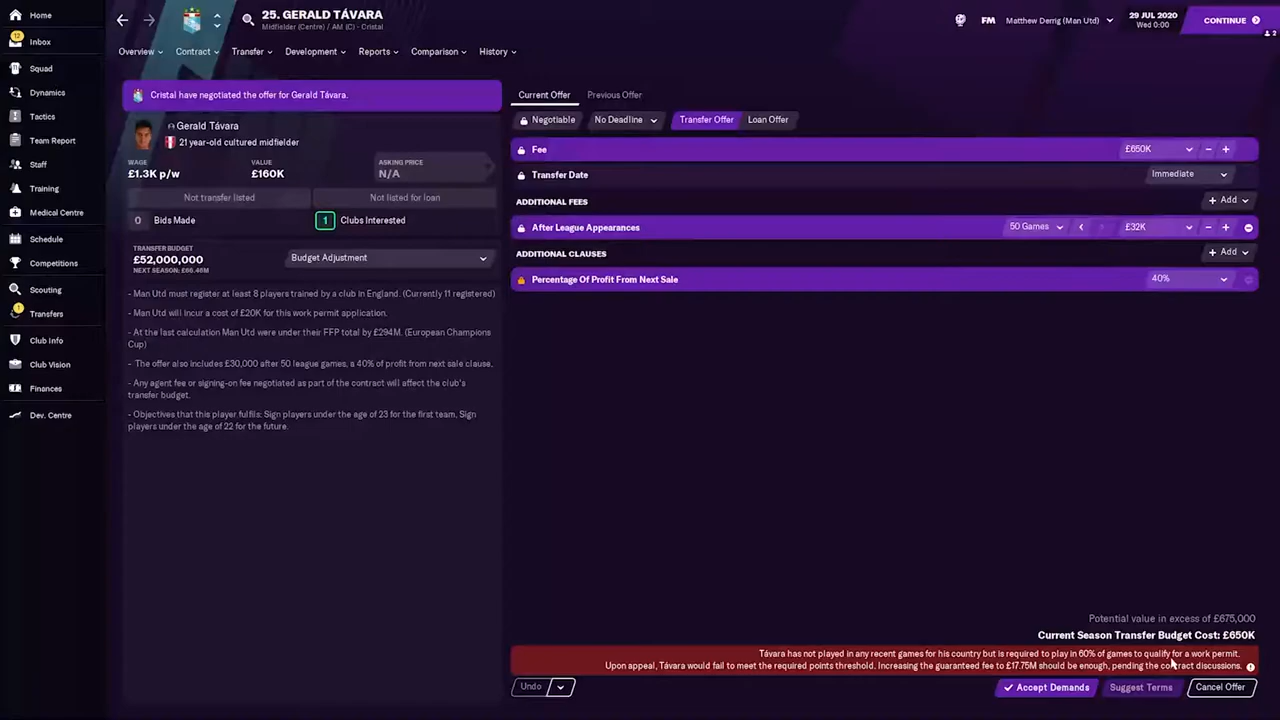 Home
Inbox
12
Squad
Dynamics
Tactics
Team Report
Staff
Training
Medical Centre
Schedule
Competitions
Scouting
Transfers
1
Club Info
Club Vision
Finances
Dev. Centre
25. GERALD TÁVARA
Midfielder (Centre) / AM (C) - Cristal
FM
Matthew Derrig (Man Utd)
29 JUL 2020
Wed 0:00
CONTINUE
2
Overview
Contract
Transfer
Development
Reports
Comparison
History
Cristal have negotiated the offer for Gerald Távara.
Gerald Távara
21 year-old cultured midfielder
WAGE
£1.3K p/w
VALUE
£160K
ASKING PRICE
N/A
Not transfer listed
Not listed for loan
0 Bids Made
1 Clubs Interested
TRANSFER BUDGET
£52,000,000
NEXT SEASON: £66.46M
Budget Adjustment
- Man Utd must register at least 8 players trained by a club in England. (Currently 11 registered)
- Man Utd will incur a cost of £20K for this work permit application.
- At the last calculation Man Utd were under their FFP total by £294M. (European Champions
Cup)
- The offer also includes £30,000 after 50 league games, a 40% of profit from next sale clause.
- Any agent fee or signing-on fee negotiated as part of the contract will affect the club's
transfer budget.
- Objectives that this player fulfils: Sign players under the age of 23 for the first team, Sign
players under the age of 22 for the future.
Current Offer
Previous Offer
Negotiable
No Deadline
Transfer Offer
Loan Offer
Fee
£650K
Transfer Date
Immediate
ADDITIONAL FEES
+ Add
After League Appearances
50 Games
£32K
ADDITIONAL CLAUSES
+ Add
Percentage Of Profit From Next Sale
40%
Potential value in excess of £675,000
Current Season Transfer Budget Cost: £650K
Távara has not played in any recent games for his country but is required to play in 60% of games to qualify for a work permit.
Upon appeal, Távara would fail to meet the required points threshold. Increasing the guaranteed fee to £17.75M should be enough, pending the contract discussions.
Undo
Accept Demands
Suggest Terms
Cancel Offer